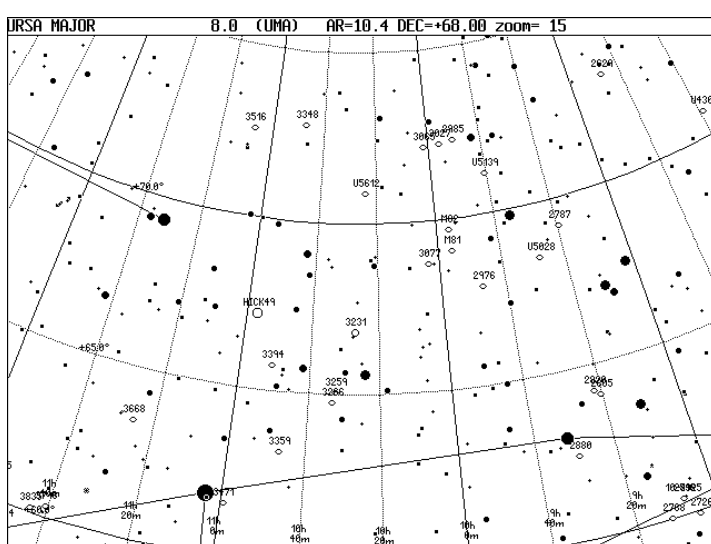 URSA MAJOR 8.0 (UMA) AR=10.4 DEC=+68.00 zoom= 15
2820
3516
3348
2985
3027
3065
U5139
+70.0°
U5612
M82
2787
M81
U5028
3077
2976
HICK49
3231
+65.0°
3394
3259
3266
2805
3668
3359
2880
11h
20m
11h
0m
10h
40m
10h
20m
10h
0m
9h
40m
9h
20m
2768
2726